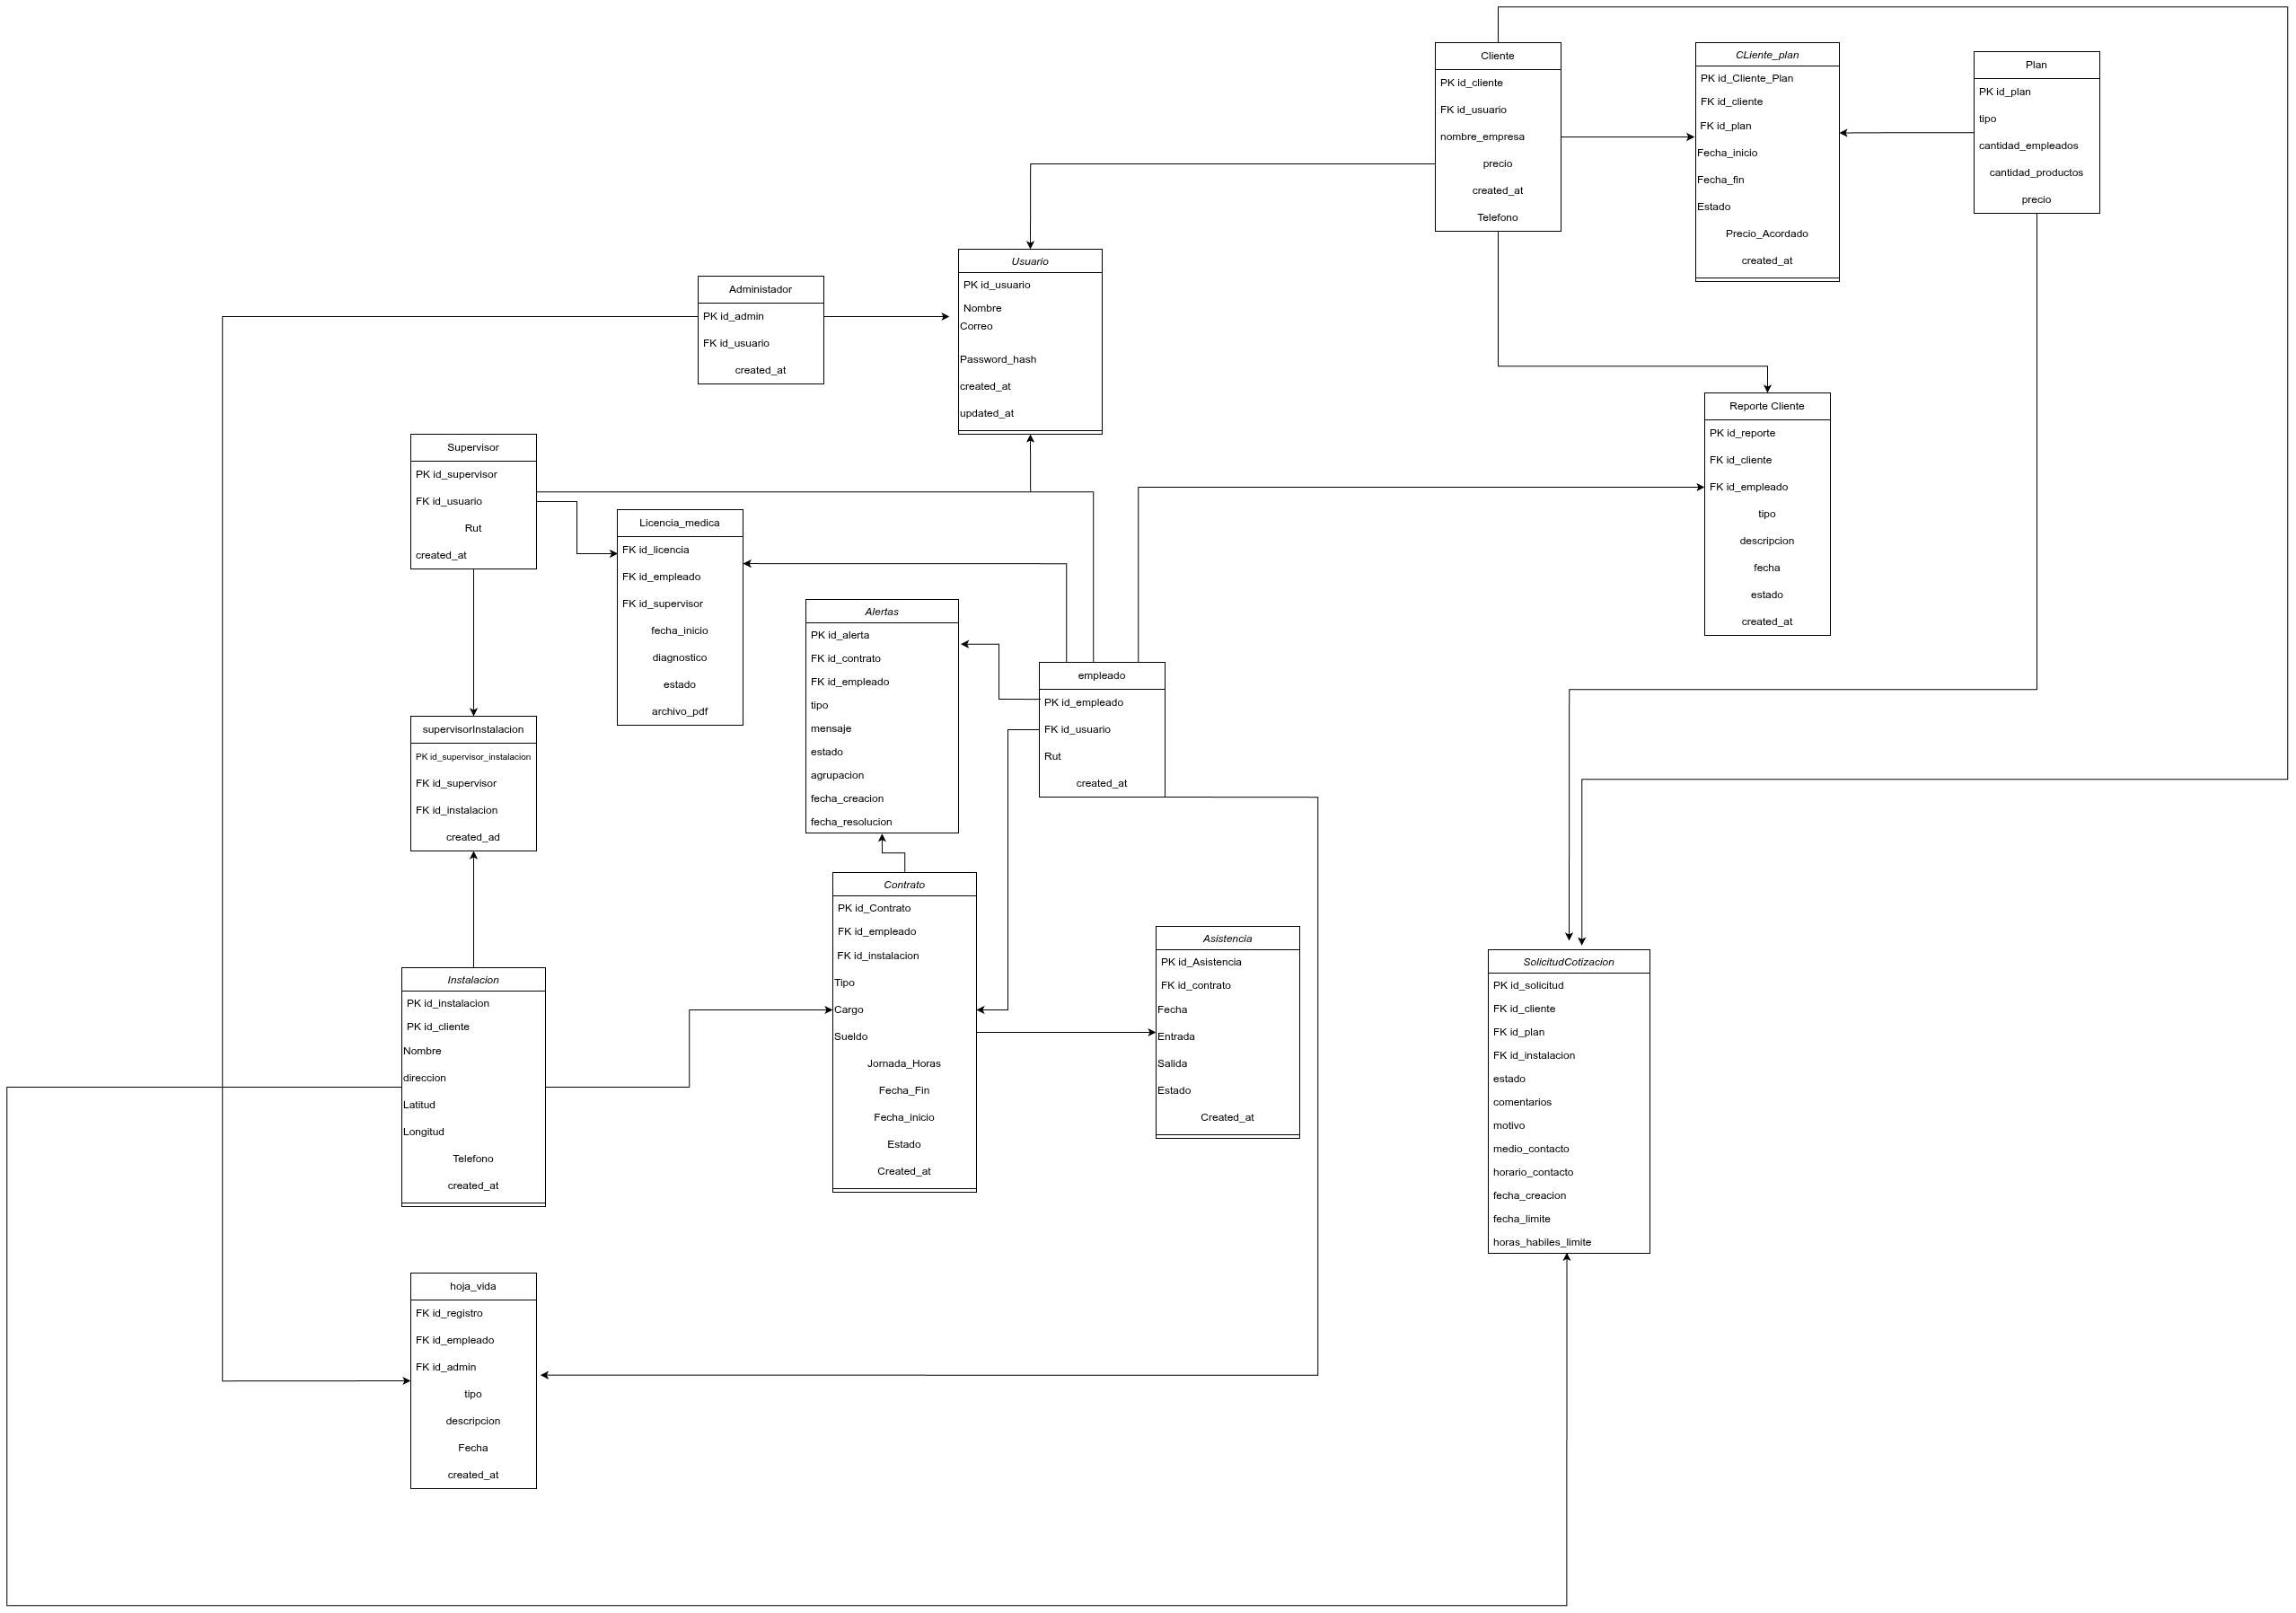 Cliente
PK id_cliente
FK id_usuario
nombre_empresa
precio
created_at
Telefono
CLiente_plan
PK id_Cliente_Plan
FK id_cliente
FK id_plan
Fecha_inicio
Fecha_fin
Estado
Precio_Acordado
created_at
Plan
PK id_plan
tipo
cantidad_empleados
cantidad_productos
precio
Usuario
PK id_usuario
Nombre
Correo
Password_hash
created_at
updated_at
Administador
PK id_admin
FK id_usuario
created_at
Reporte Cliente
PK id_reporte
FK id_cliente
FK id_empleado
tipo
descripcion
fecha
estado
created_at
Supervisor
PK id_supervisor
FK id_usuario
Rut
created_at
Licencia_medica
FK id_licencia
FK id_empleado
FK id_supervisor
fecha_inicio
diagnostico
estado
archivo_pdf
Alertas
PK id_alerta
FK id_contrato
FK id_empleado
tipo
mensaje
estado
agrupacion
fecha_creacion
fecha_resolucion
empleado
PK id_empleado
FK id_usuario
Rut
created_at
supervisorInstalacion
PK id_supervisor_instalacion
FK id_supervisor
FK id_instalacion
created_ad
Contrato
PK id_Contrato
FK id_empleado
FK id_instalacion
Tipo
Cargo
Sueldo
Jornada_Horas
Fecha_Fin
Fecha_inicio
Estado
Created_at
Asistencia
PK id_Asistencia
FK id_contrato
Fecha
Entrada
Salida
Estado
Created_at
SolicitudCotizacion
PK id_solicitud
FK id_cliente
FK id_plan
FK id_instalacion
estado
comentarios
motivo
medio_contacto
horario_contacto
fecha_creacion
fecha_limite
horas_habiles_limite
Instalacion
PK id_instalacion
PK id_cliente
Nombre
direccion
Latitud
Longitud
Telefono
created_at
hoja_vida
FK id_registro
FK id_empleado
FK id_admin
tipo
descripcion
Fecha
created_at